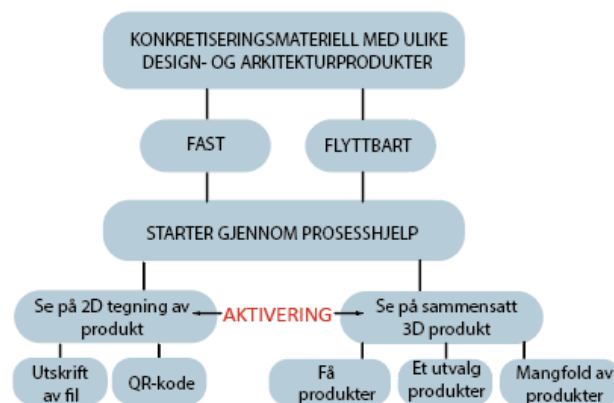 KONKRETISERINGSMATERIELL MED ULIKE
DESIGN- OG ARKITEKTURPRODUKTER
FAST
FLYTTBART
STARTER GJENNOM PROSESSHJELP
Se på 2D tegning av
produkt
AKTIVERING
Se på sammensatt
3D produkt
Utskrift
av fil
QR-kode
Få
produkter
Et utvalg
produkter
Mangfold av
produkter